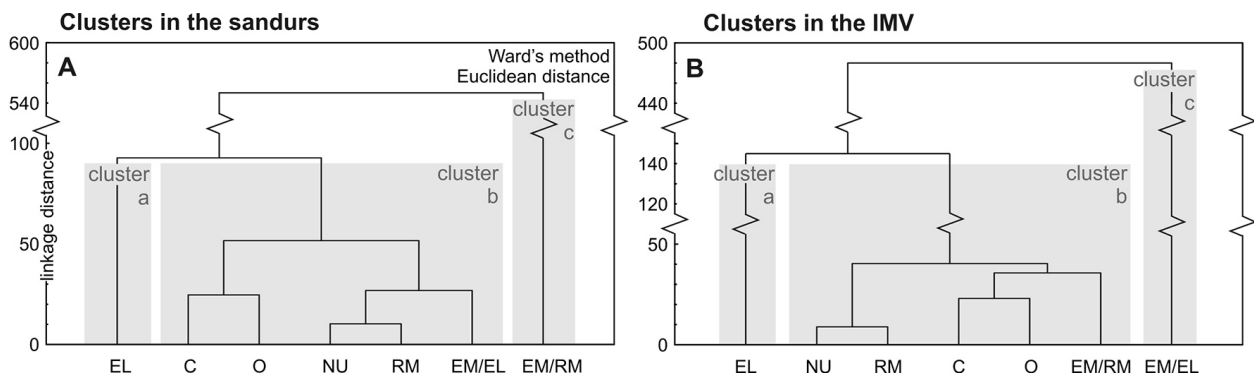 Clusters in the sandurs
600
A
Ward's method
Euclidean distance
540
cluster
c
100
cluster
a
cluster
b
linkage distance
50
0
EL C O NU RM EM/EL EM/RM
Clusters in the IMV
500
B
cluster
c
440
140
cluster
a
cluster
b
120
50
0
EL NU RM C O EM/RM EM/EL